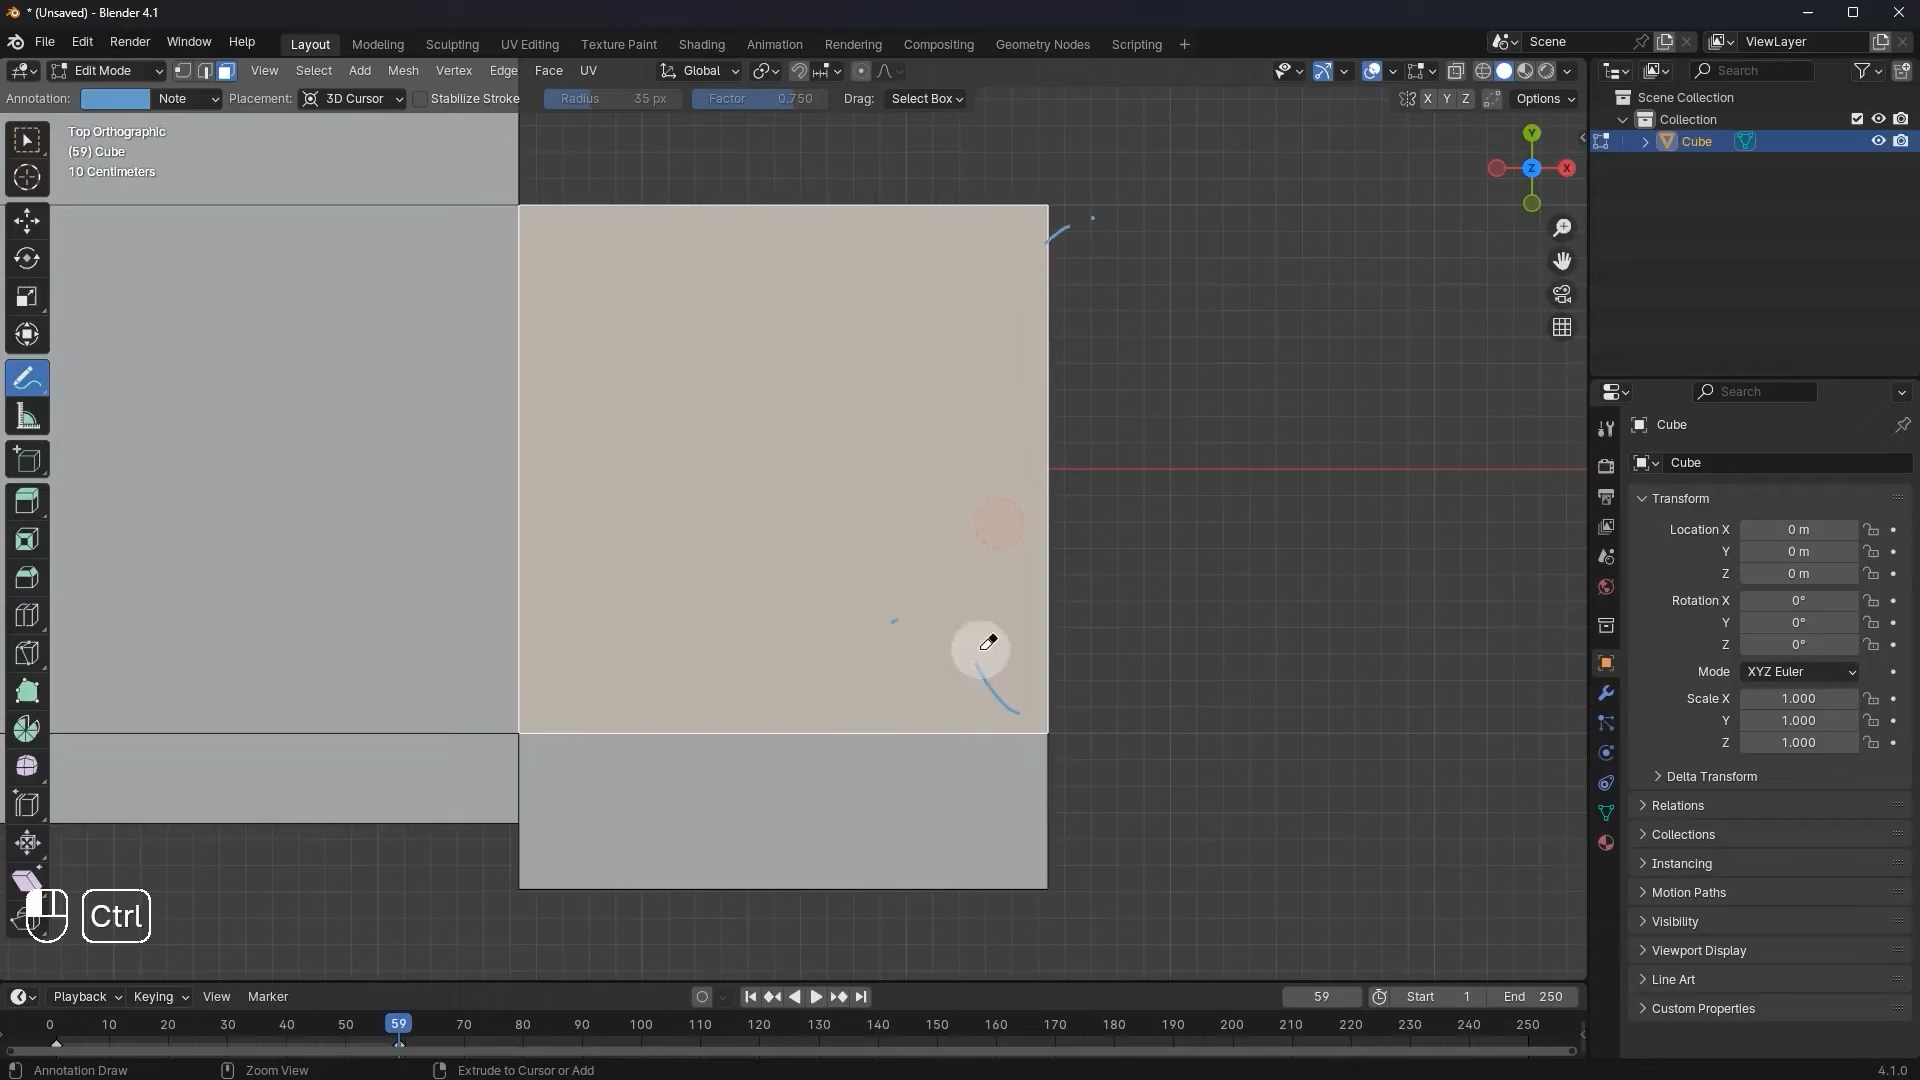 * (Unsaved) - Blender 4.1
File Edit Render Window Help Layout Modeling Sculpting UV Editing Texture Paint Shading Animation Rendering Compositing Geometry Nodes Scripting + Scene ViewLayer
Edit Mode View Select Add Mesh Vertex Edge Face UV Global Search
Annotation: Note Placement: 3D Cursor Stabilize Stroke Radius 35 px Factor 0.750 Drag: Select Box X Y Z Options
Scene Collection
Collection
Cube
Top Orthographic
(59) Cube
10 Centimeters
Y
Z
X
Search
Cube
Cube
Transform
Location X 0 m
Y 0 m
Z 0 m
Rotation X 0°
Y 0°
Z 0°
Mode XYZ Euler
Scale X 1.000
Y 1.000
Z 1.000
Delta Transform
Relations
Collections
Instancing
Motion Paths
Visibility
Viewport Display
Line Art
Custom Properties
Ctrl
Playback Keying View Marker 59 Start 1 End 250
0 10 20 30 40 50 59 70 80 90 100 110 120 130 140 150 160 170 180 190 200 210 220 230 240 250
Annotation Draw Zoom View Extrude to Cursor or Add 4.1.0